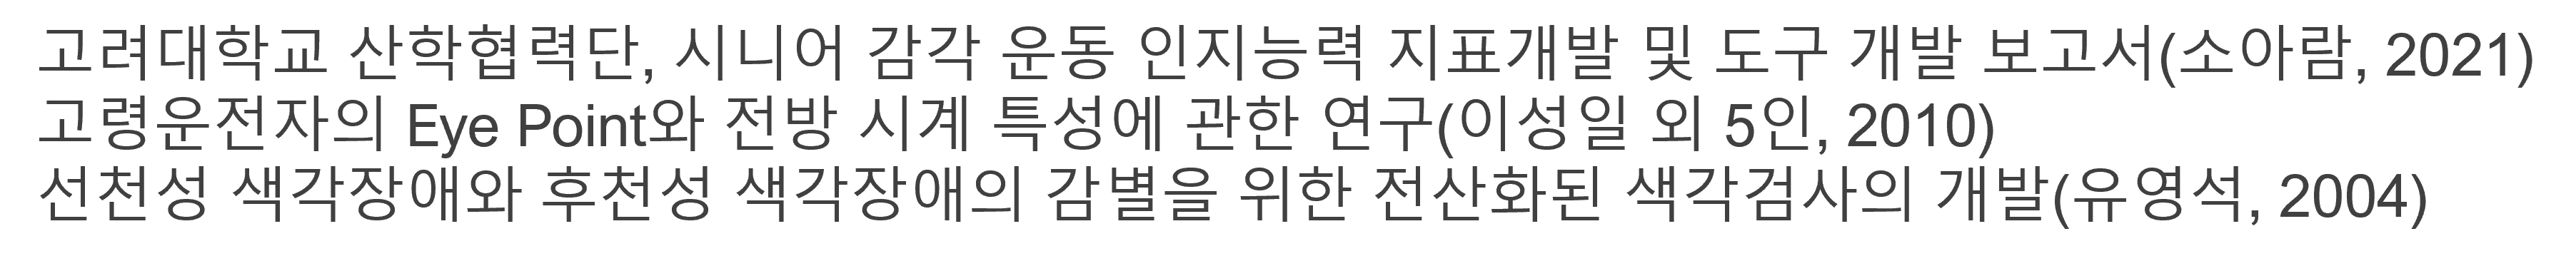 고려대학교 산학협력단, 시니어 감각 운동 인지능력 지표개발 및 도구 개발 보고서(소아람, 2021)
고령운전자의 Eye Point와 전방 시계 특성에 관한 연구(이성일 외 5인, 2010)
선천성 색각장애와 후천성 색각장애의 감별을 위한 전산화된 색각검사의 개발(유영석, 2004)